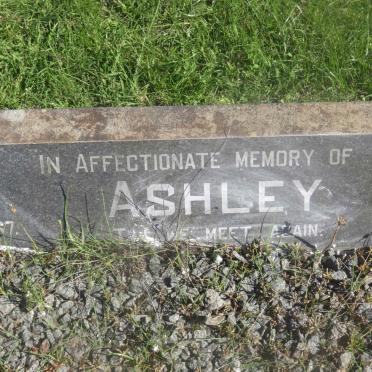 IN AFFECTIONATE MEMORY OF
ASHLEY
MEET AGAIN.